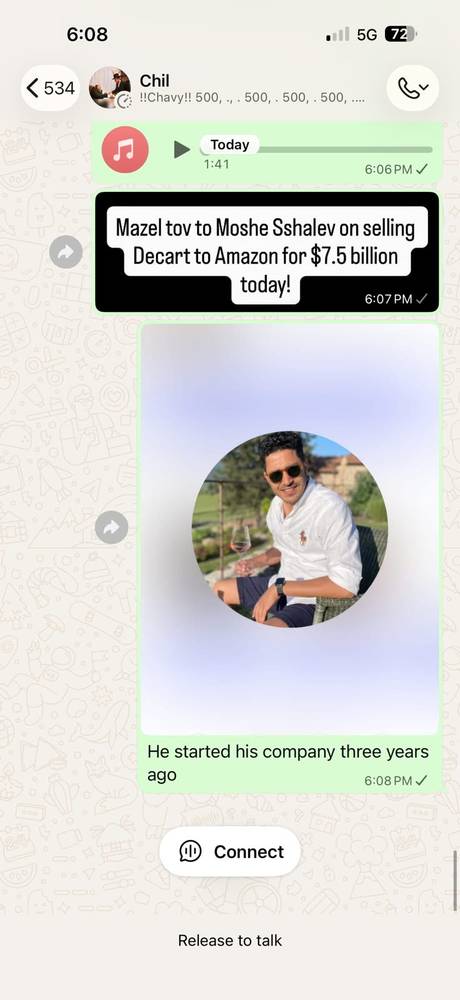 6:08
5G
72
534
Chil
!!Chavy!! 500, ., . 500, . 500, . 500, ....
Today
1:41
6:06 PM
Mazel tov to Moshe Sshalev on selling
Decart to Amazon for $7.5 billion
today!
6:07 PM
He started his company three years
ago
6:08 PM
Connect
Release to talk